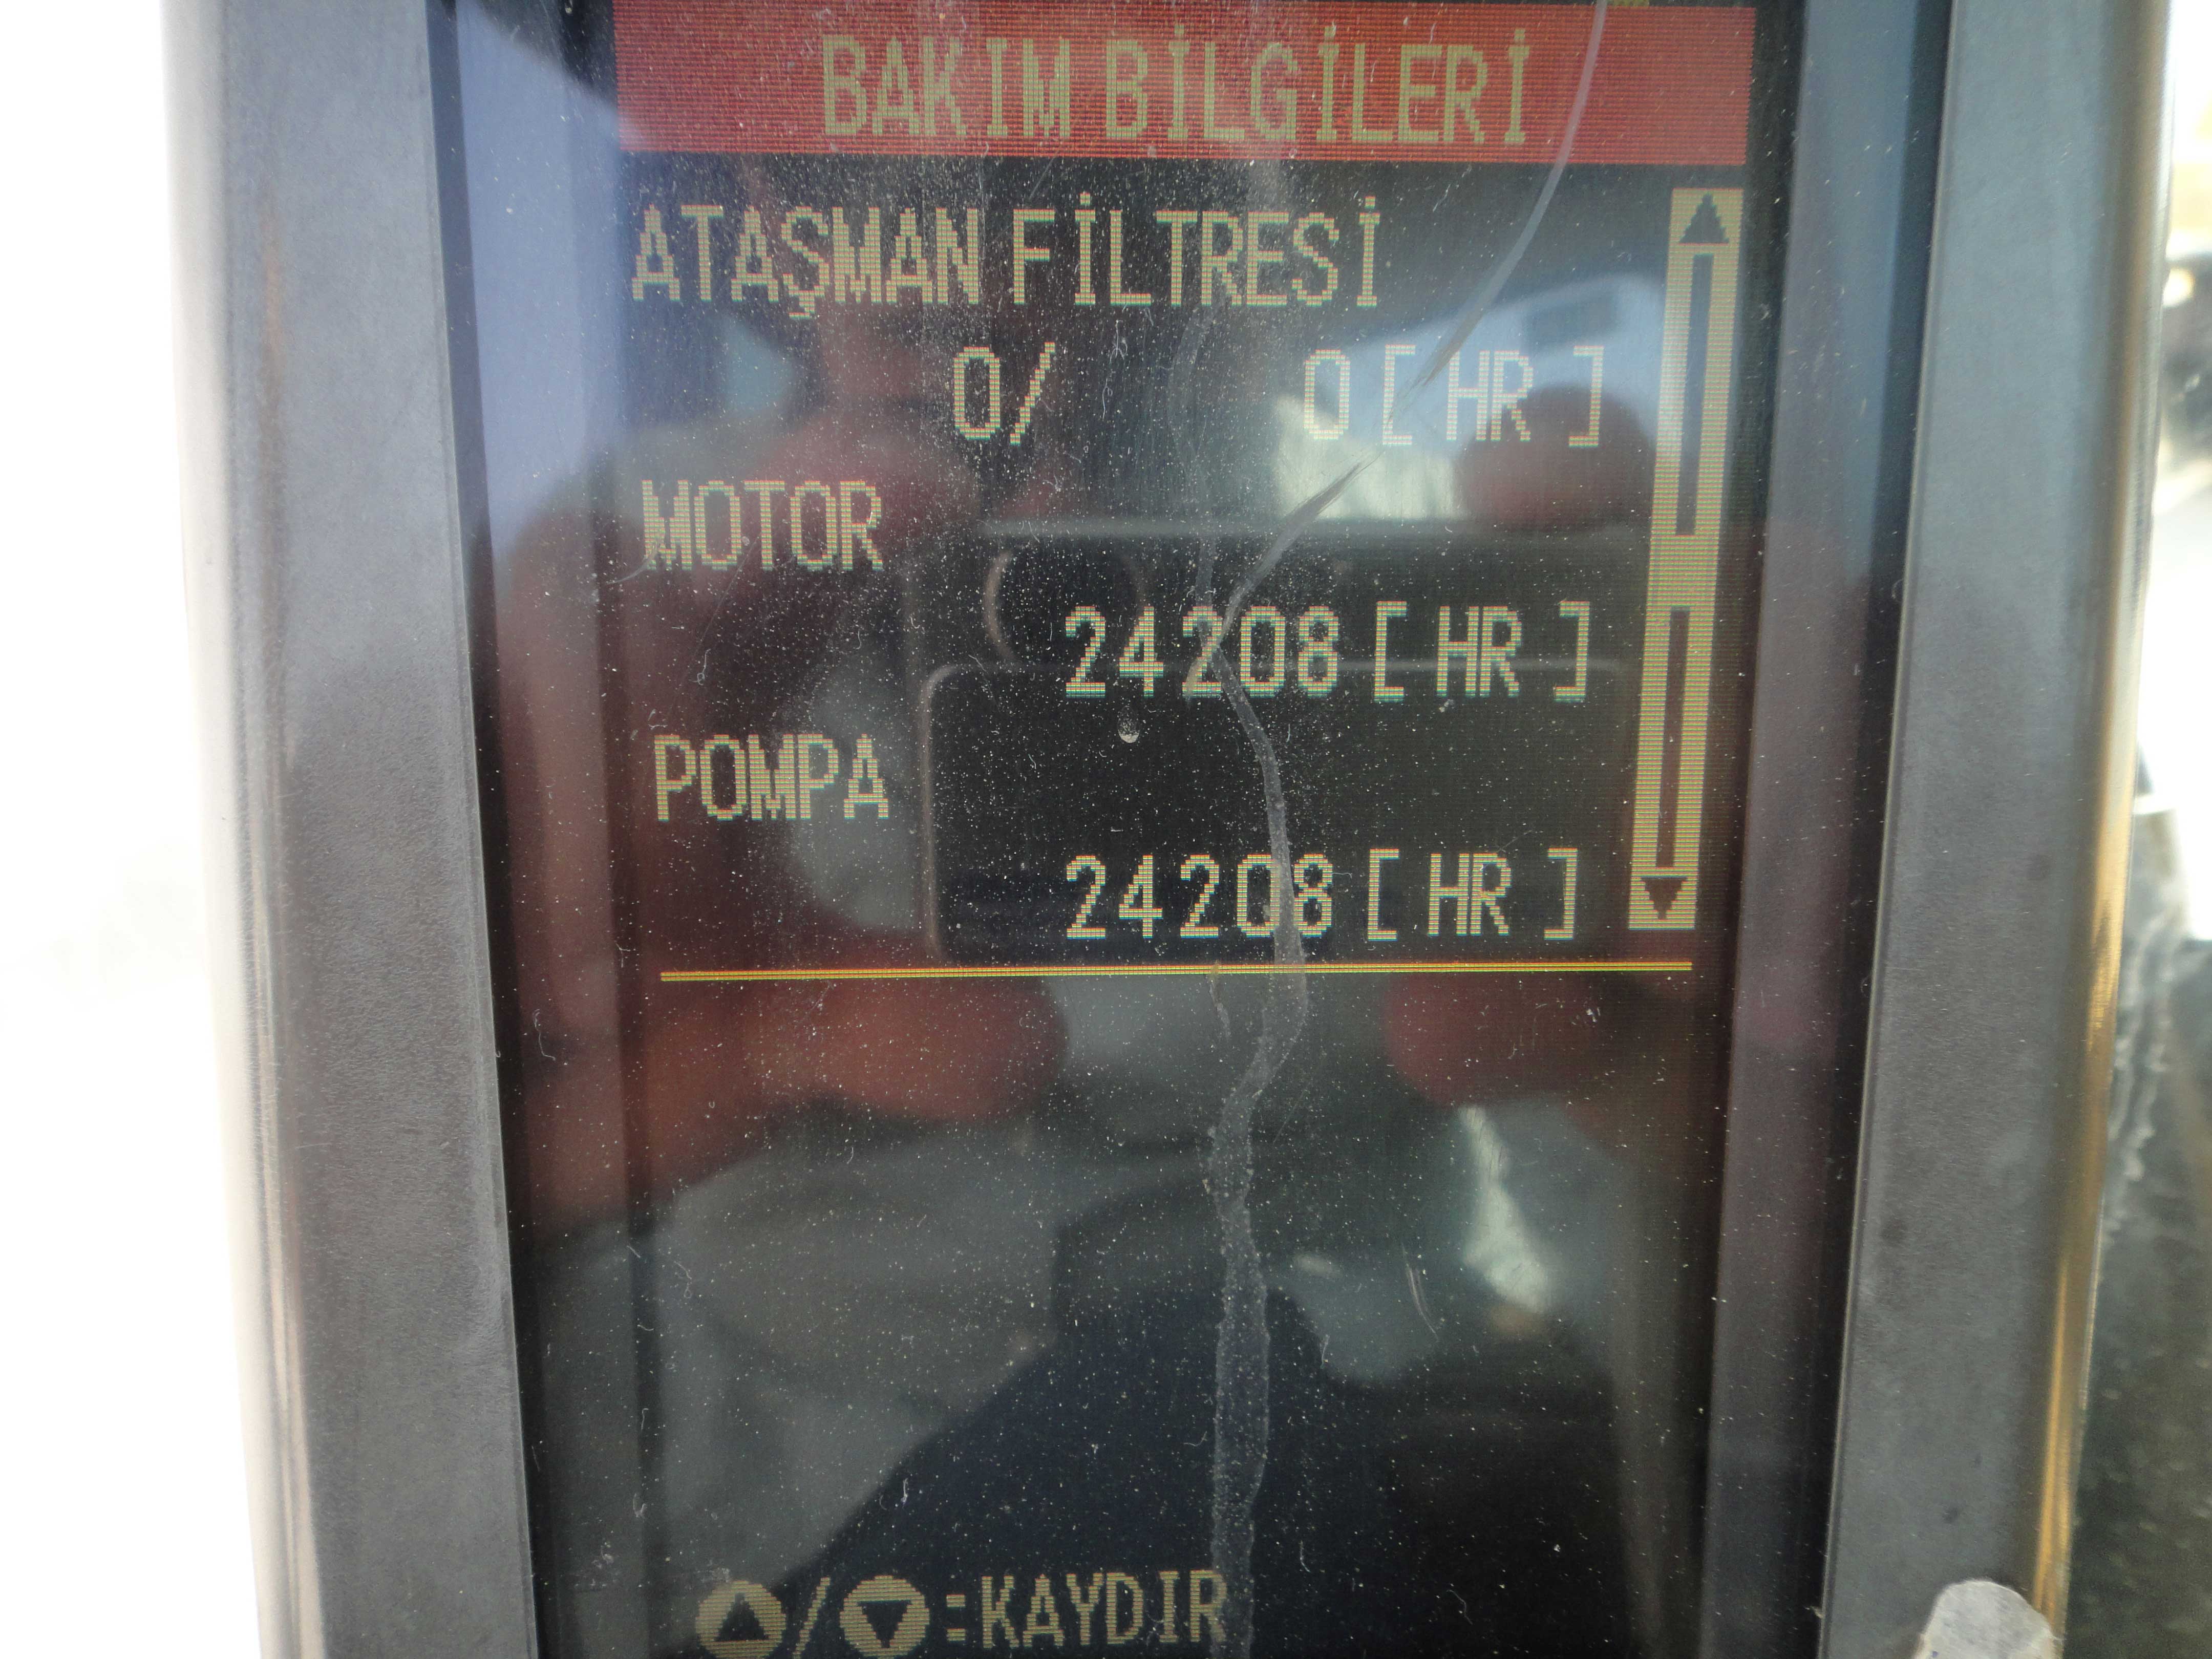 BAKIM BİLGİLERİ
ATAŞMAN FİLTRESİ
0/ 0[HR]
MOTOR
24208[HR]
POMPA
24208[HR]
▲/▼:KAYDIR